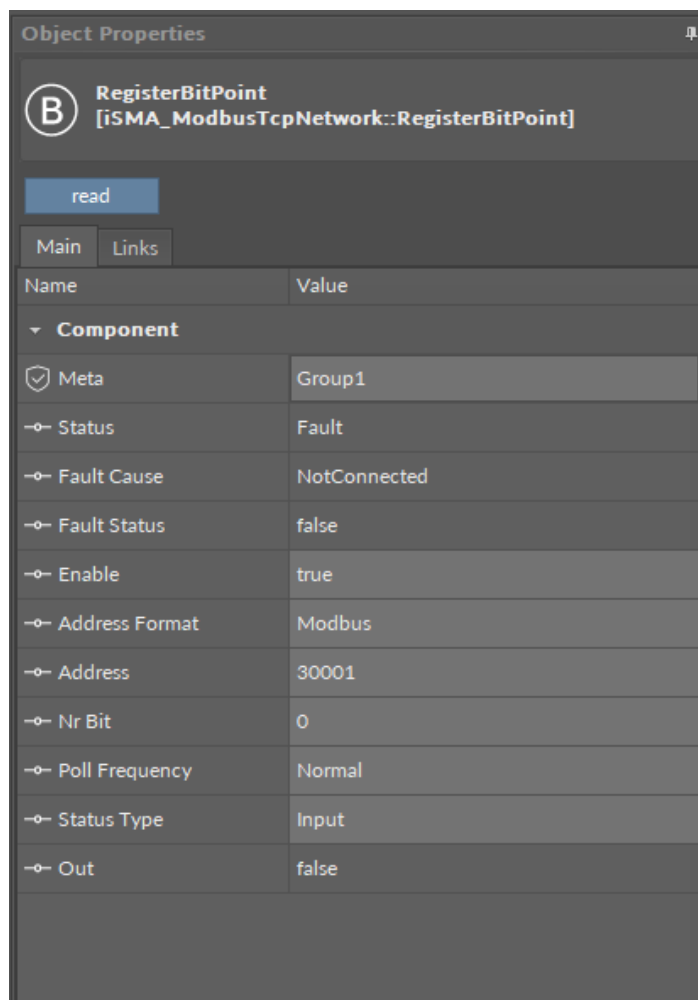 Object Properties
RegisterBitPoint
[iSMA_ModbusTcpNetwork::RegisterBitPoint]
read
Main Links
Name Value
Component
Meta Group1
Status Fault
Fault Cause NotConnected
Fault Status false
Enable true
Address Format Modbus
Address 30001
Nr Bit 0
Poll Frequency Normal
Status Type Input
Out false